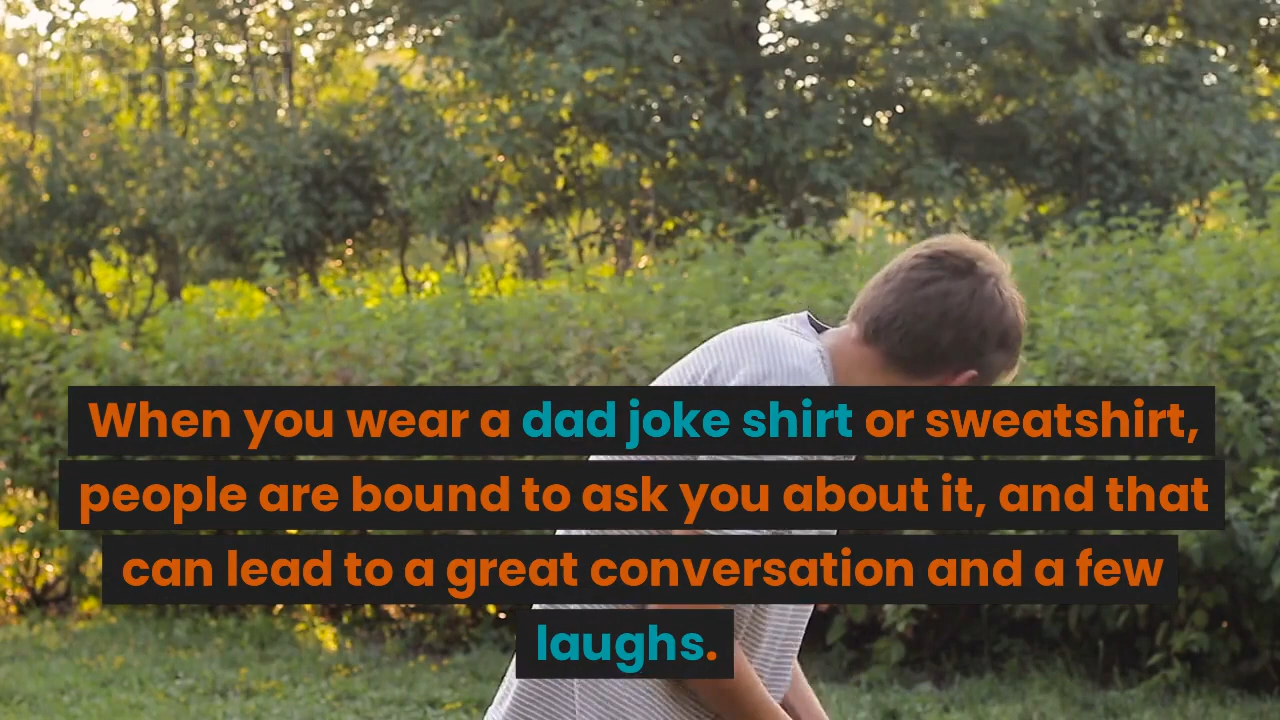 When you wear a dad joke shirt or sweatshirt,
people are bound to ask you about it, and that
can lead to a great conversation and a few
laughs.